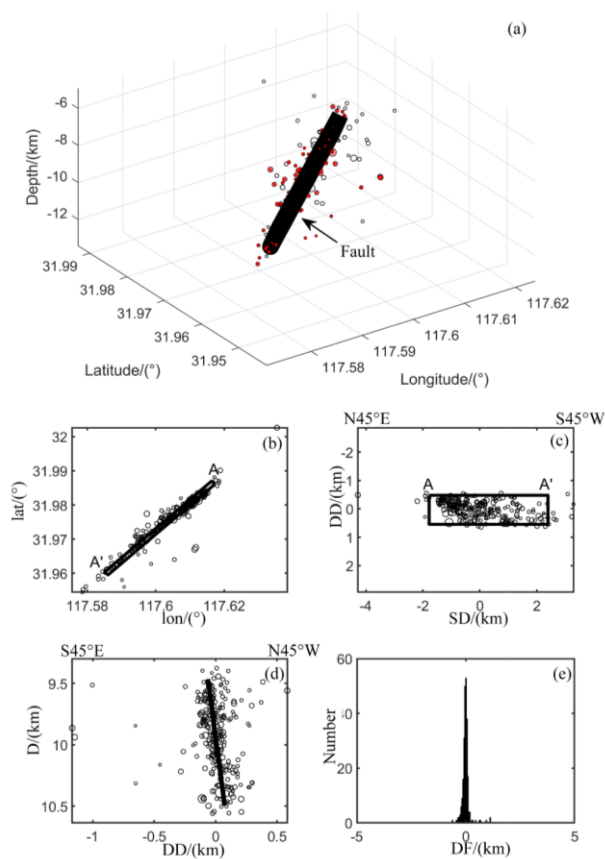 (a)
-6
-8
-10
-12
Depth/(km)
Fault
31.99
31.98
31.97
31.96
31.95
117.58
117.59
117.6
117.61
117.62
Latitude/(°)
Longitude/(°)
(b)
32
31.99
31.98
31.97
31.96
lat/(°)
A
A'
117.58
117.6
117.62
lon/(°)
N45°E
S45°W
(c)
-2
-1
0
1
2
DD/(km)
A
A'
-4
-2
0
2
SD/(km)
S45°E
N45°W
(d)
9.5
10
10.5
D/(km)
-1
-0.5
0
0.5
DD/(km)
(e)
60
40
20
0
Number
-5
0
5
DF/(km)